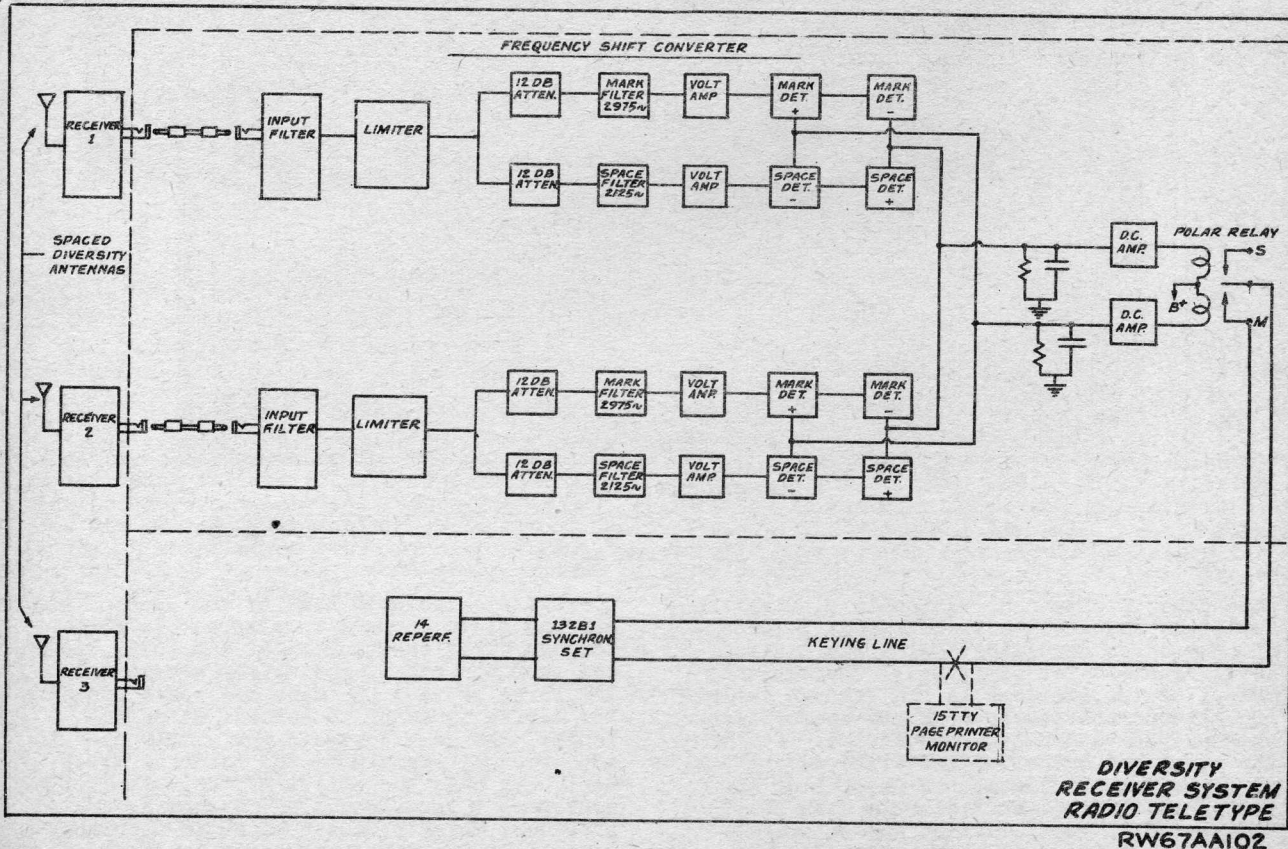 FREQUENCY SHIFT CONVERTER
RECEIVER
1
INPUT
FILTER
LIMITER
12 DB
ATTEN.
MARK
FILTER
2975~
VOLT
AMP
MARK
DET.
+
MARK
DET.
-
12 DB
ATTEN.
SPACE
FILTER
2125~
VOLT
AMP
SPACE
DET.
-
SPACE
DET.
+
SPACED
DIVERSITY
ANTENNAS
D.C.
AMP.
POLAR RELAY
S
B+
M
D.C.
AMP.
RECEIVER
2
INPUT
FILTER
LIMITER
12 DB
ATTEN.
MARK
FILTER
2975~
VOLT
AMP.
MARK
DET.
+
MARK
DET.
-
12 DB
ATTEN.
SPACE
FILTER
2125~
VOLT
AMP.
SPACE
DET.
-
SPACE
DET.
+
RECEIVER
3
14
REPERF.
132B1
SYNCHRON
SET
KEYING LINE
15 TTY
PAGE PRINTER
MONITOR
DIVERSITY
RECEIVER SYSTEM
RADIO TELETYPE
RW67AA102